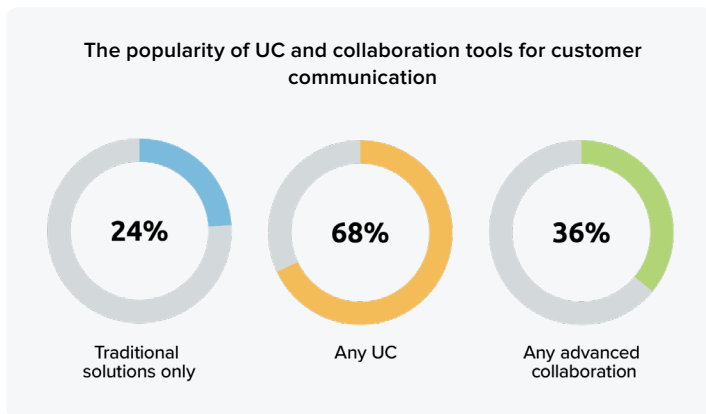 The popularity of UC and collaboration tools for customer
communication
24%
68%
36%
Traditional
solutions only
Any UC
Any advanced
collaboration